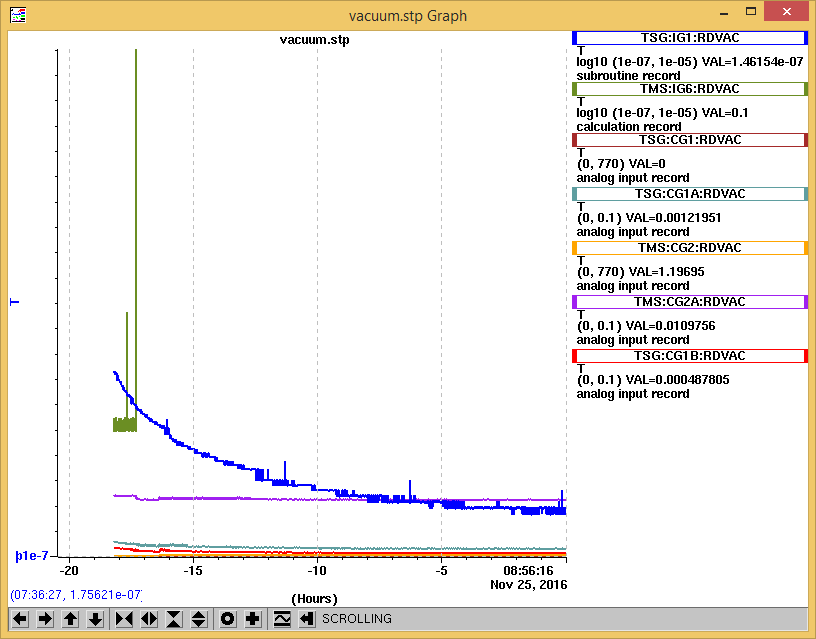 vacuum.stp Graph
vacuum.stp
T
þ1e-7
-20
-15
-10
-5
08:56:16
Nov 25, 2016
(Hours)
(07:36:27, 1.75621e-07)
TSG:IG1:RDVAC
T
log10 (1e-07, 1e-05) VAL=1.46154e-07
subroutine record
TMS:IG6:RDVAC
T
log10 (1e-07, 1e-05) VAL=0.1
calculation record
TSG:CG1:RDVAC
T
(0, 770) VAL=0
analog input record
TSG:CG1A:RDVAC
T
(0, 0.1) VAL=0.00121951
analog input record
TMS:CG2:RDVAC
T
(0, 770) VAL=1.19695
analog input record
TMS:CG2A:RDVAC
T
(0, 0.1) VAL=0.0109756
analog input record
TSG:CG1B:RDVAC
T
(0, 0.1) VAL=0.000487805
analog input record
SCROLLING